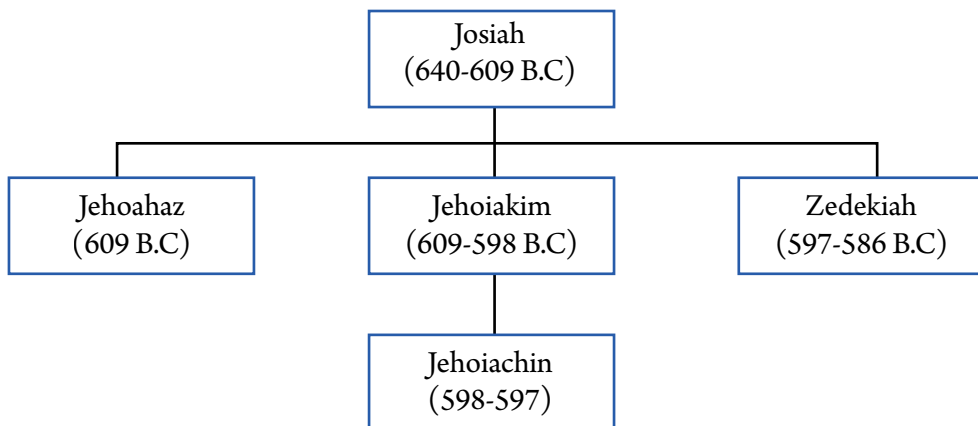 Josiah
(640-609 B.C)
Jehoahaz
(609 B.C)
Jehoiakim
(609-598 B.C)
Zedekiah
(597-586 B.C)
Jehoiachin
(598-597)